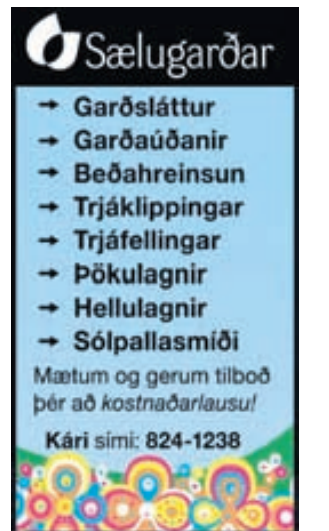 Sælugarðar
→ Garðsláttur
→ Garðaúðanir
→ Beðahreinsun
→ Trjáklippingar
→ Trjáfellingar
→ Þökulagnir
→ Hellulagnir
→ Sólpallasmíði
Mætum og gerum tilboð
þér að kostnaðarlausu!
Kári sími: 824-1238